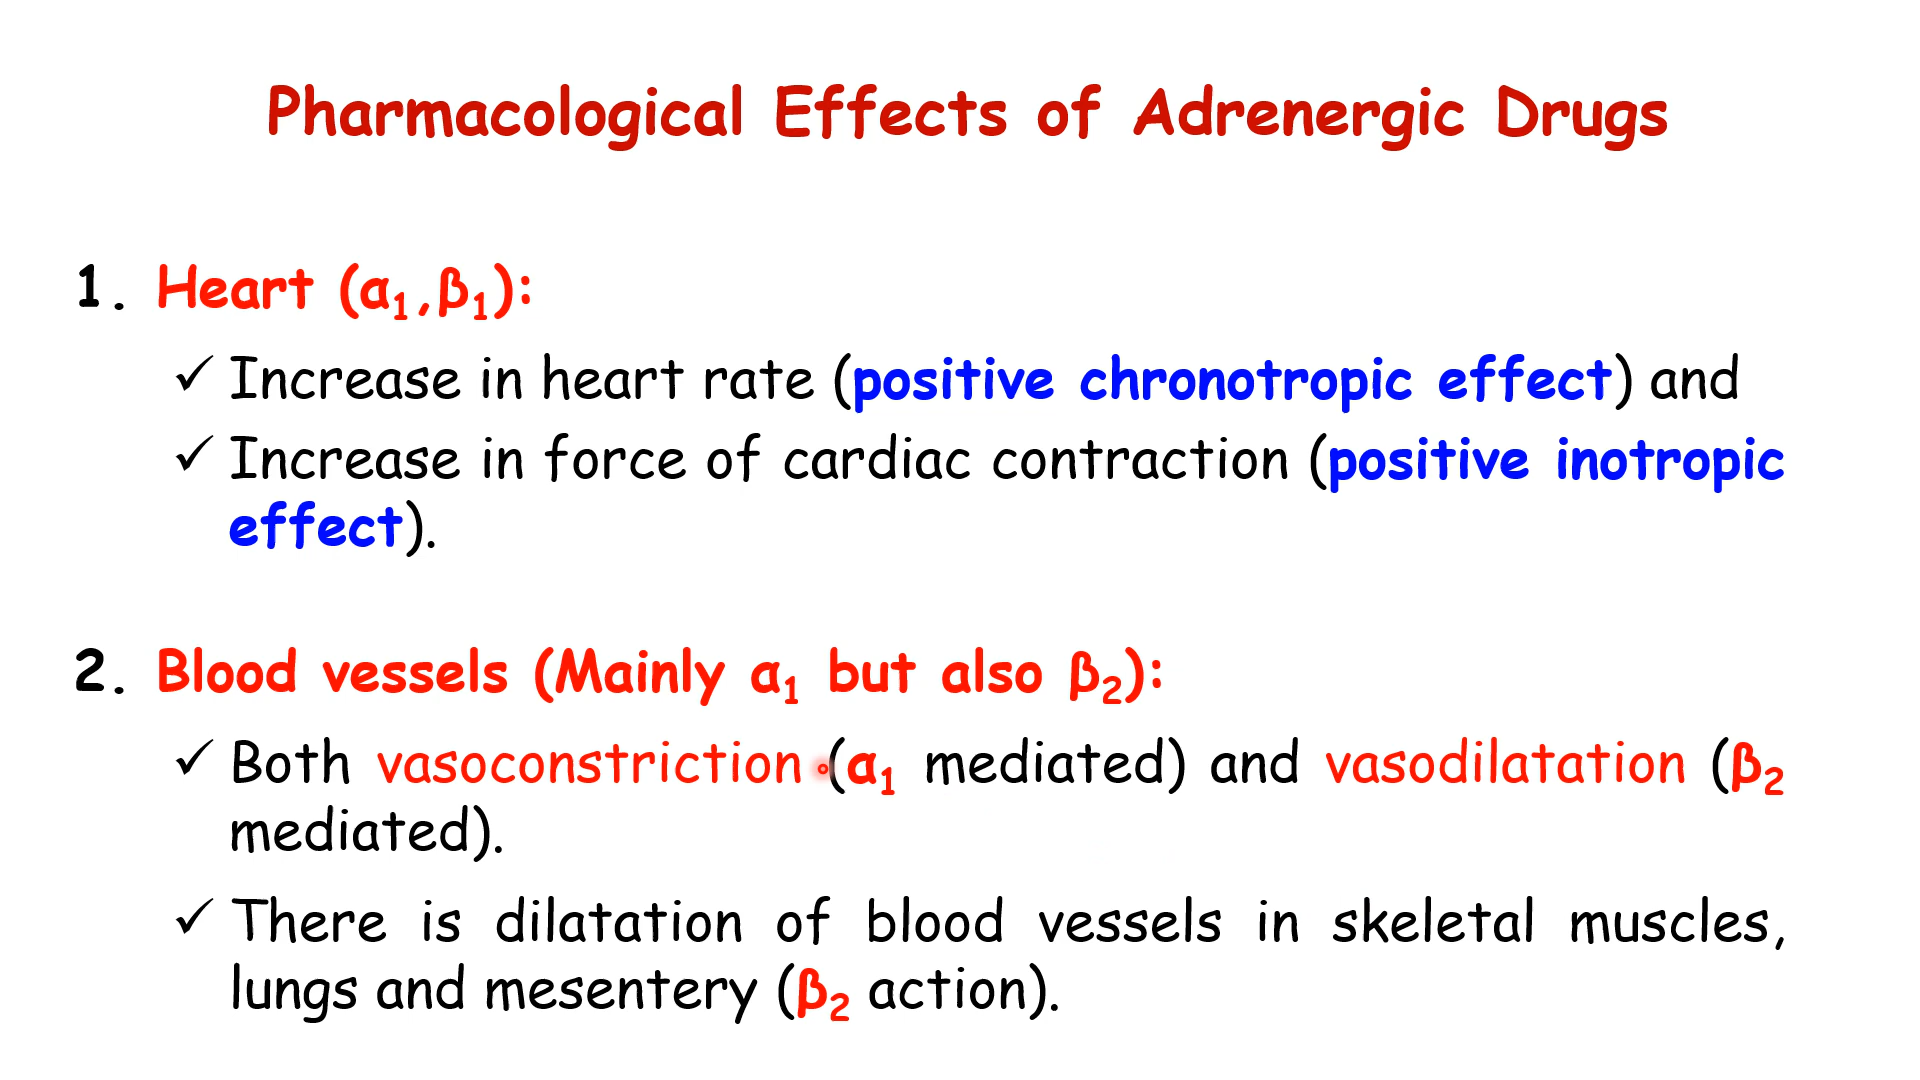 Pharmacological Effects of Adrenergic Drugs
1. Heart (α₁,β₁):
✓ Increase in heart rate (positive chronotropic effect) and
✓ Increase in force of cardiac contraction (positive inotropic
effect).
2. Blood vessels (Mainly α₁ but also β₂):
✓ Both vasoconstriction (α₁ mediated) and vasodilatation (β₂
mediated).
✓ There is dilatation of blood vessels in skeletal muscles,
lungs and mesentery (β₂ action).